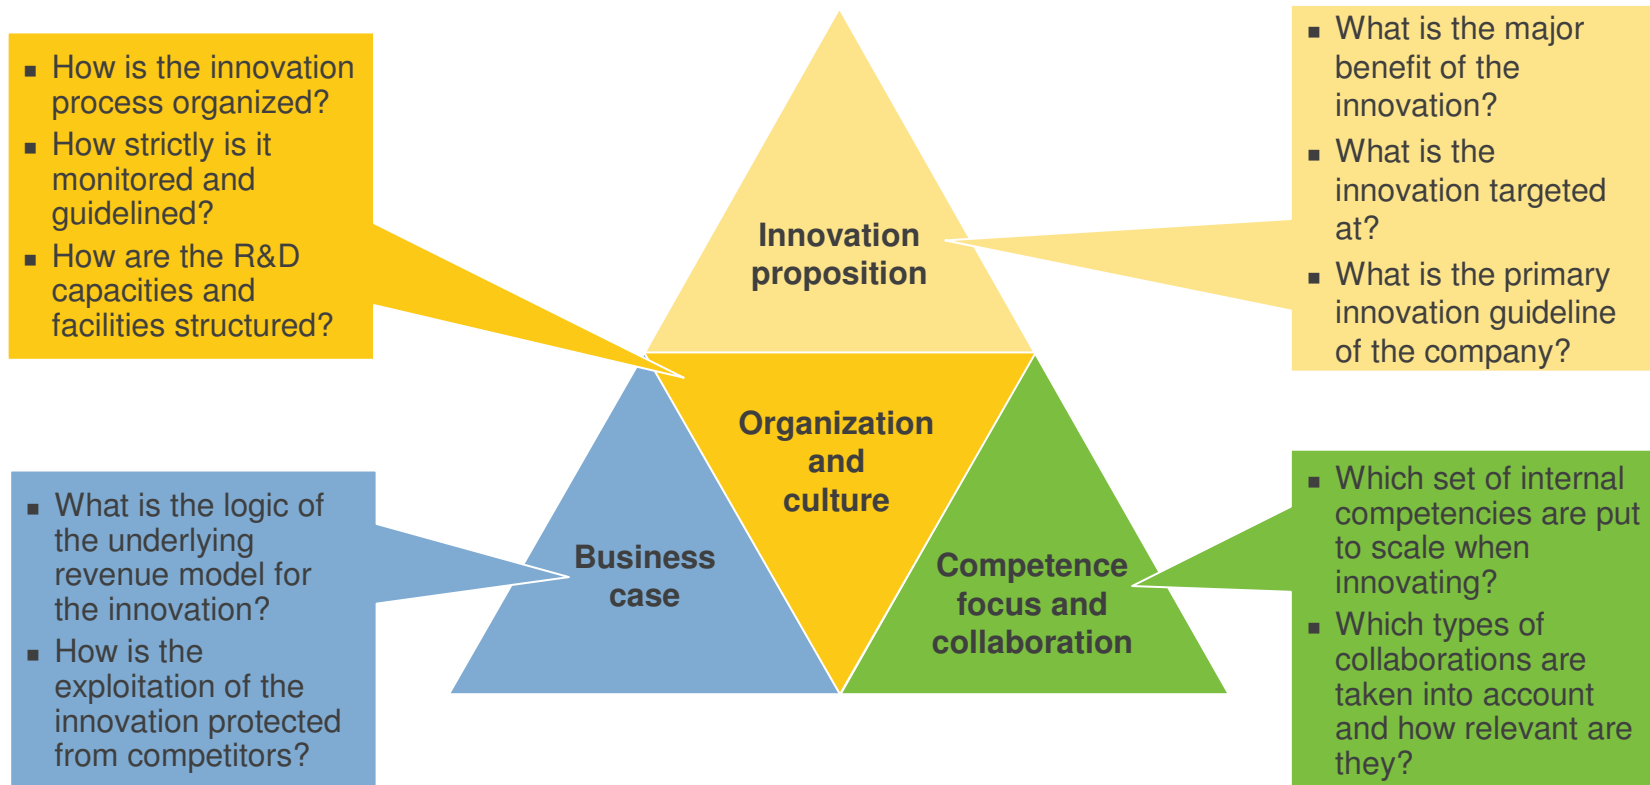 ■ How is the innovation
process organized?
■ How strictly is it
monitored and
guidelined?
■ How are the R&D
capacities and
facilities structured?
■ What is the major
benefit of the
innovation?
■ What is the
innovation targeted
at?
■ What is the primary
innovation guideline
of the company?
Innovation
proposition
Organization
and
culture
Business
case
Competence
focus and
collaboration
■ What is the logic of
the underlying
revenue model for
the innovation?
■ How is the
exploitation of the
innovation protected
from competitors?
■ Which set of internal
competencies are put
to scale when
innovating?
■ Which types of
collaborations are
taken into account
and how relevant are
they?